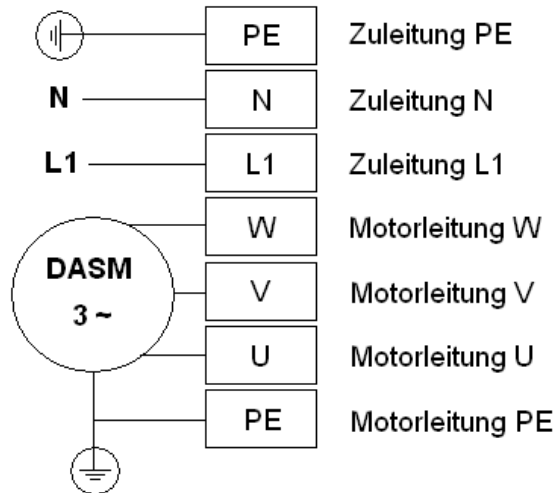 PE Zuleitung PE
N N Zuleitung N
L1 L1 Zuleitung L1
W Motorleitung W
DASM
3 ~
V Motorleitung V
U Motorleitung U
PE Motorleitung PE